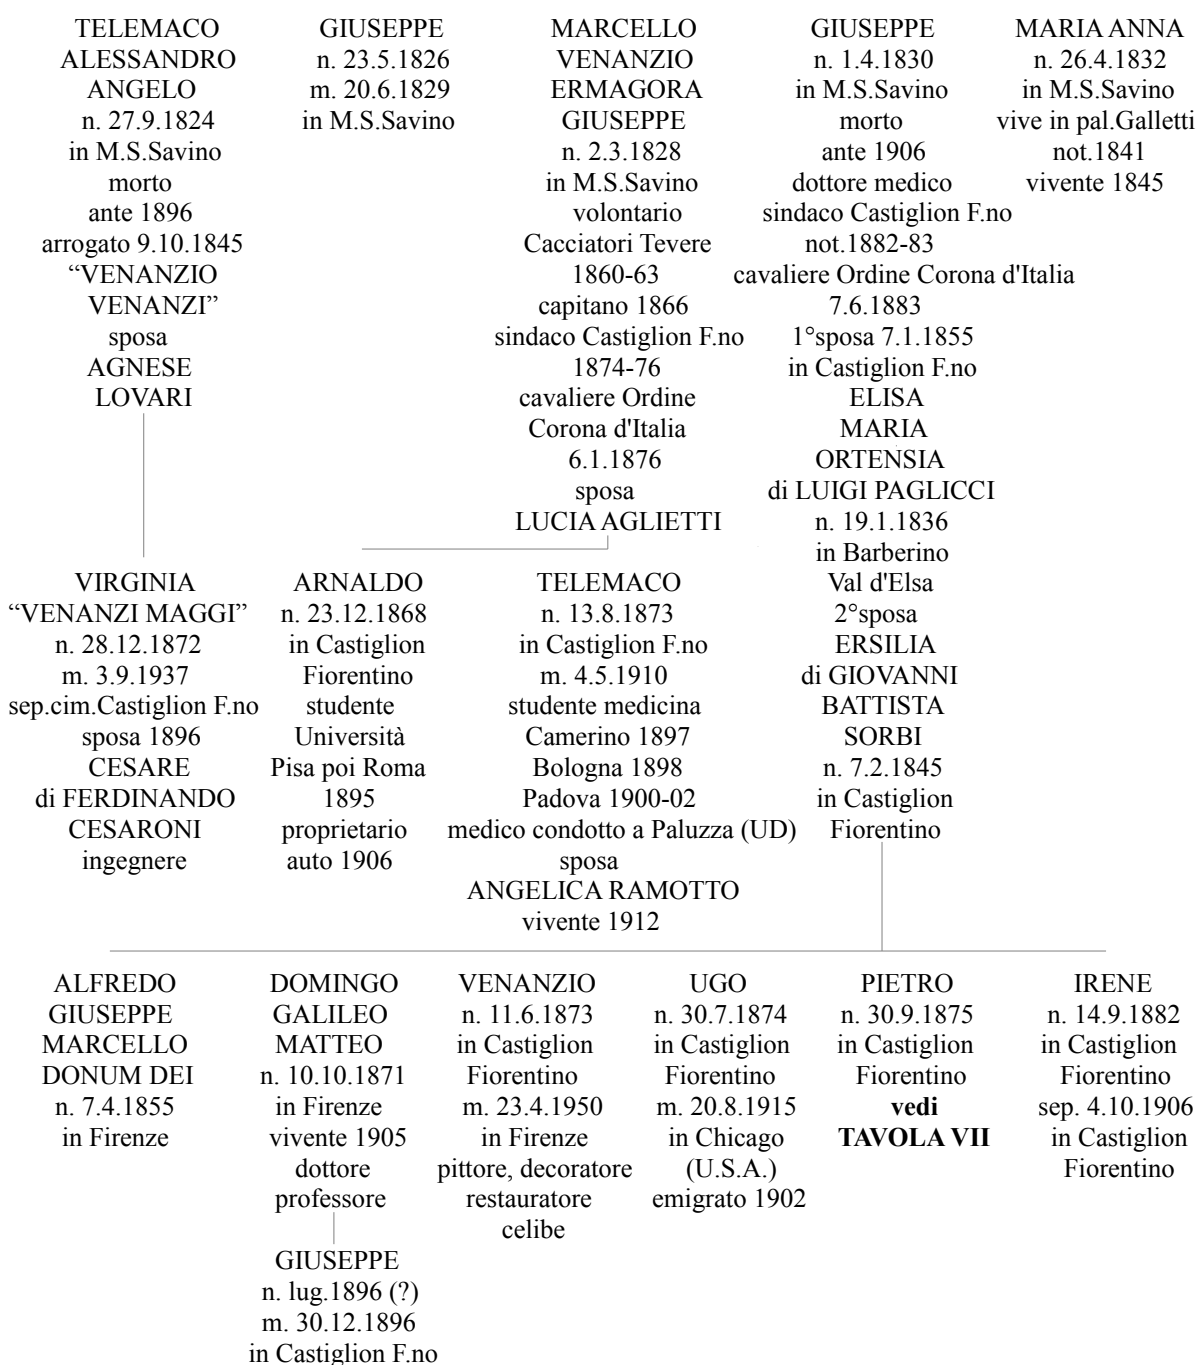 TELEMACO
ALESSANDRO
ANGELO
n. 27.9.1824
in M.S.Savino
morto
ante 1896
arrogato 9.10.1845
“VENANZIO
VENANZI”
sposa
AGNESE
LOVARI
GIUSEPPE
n. 23.5.1826
m. 20.6.1829
in M.S.Savino
MARCELLO
VENANZIO
ERMAGORA
GIUSEPPE
n. 2.3.1828
in M.S.Savino
volontario
Cacciatori Tevere
1860-63
capitano 1866
sindaco Castiglion F.no
1874-76
cavaliere Ordine
Corona d'Italia
6.1.1876
sposa
LUCIA AGLIETTI
GIUSEPPE
n. 1.4.1830
in M.S.Savino
morto
ante 1906
dottore medico
sindaco Castiglion F.no
not.1882-83
cavaliere Ordine Corona d'Italia
7.6.1883
1°sposa 7.1.1855
in Castiglion F.no
ELISA
MARIA
ORTENSIA
di LUIGI PAGLICCI
n. 19.1.1836
in Barberino
Val d'Elsa
2°sposa
ERSILIA
di GIOVANNI
BATTISTA
SORBI
n. 7.2.1845
in Castiglion
Fiorentino
MARIA ANNA
n. 26.4.1832
in M.S.Savino
vive in pal.Galletti
not.1841
vivente 1845
VIRGINIA
“VENANZI MAGGI”
n. 28.12.1872
m. 3.9.1937
sep.cim.Castiglion F.no
sposa 1896
CESARE
di FERDINANDO
CESARONI
ingegnere
ARNALDO
n. 23.12.1868
in Castiglion
Fiorentino
studente
Università
Pisa poi Roma
1895
proprietario
auto 1906
TELEMACO
n. 13.8.1873
in Castiglion F.no
m. 4.5.1910
studente medicina
Camerino 1897
Bologna 1898
Padova 1900-02
medico condotto a Paluzza (UD)
sposa
ANGELICA RAMOTTO
vivente 1912
ALFREDO
GIUSEPPE
MARCELLO
DONUM DEI
n. 7.4.1855
in Firenze
DOMINGO
GALILEO
MATTEO
n. 10.10.1871
in Firenze
vivente 1905
dottore
professore
VENANZIO
n. 11.6.1873
in Castiglion
Fiorentino
m. 23.4.1950
in Firenze
pittore, decoratore
restauratore
celibe
UGO
n. 30.7.1874
in Castiglion
Fiorentino
m. 20.8.1915
in Chicago
(U.S.A.)
emigrato 1902
PIETRO
n. 30.9.1875
in Castiglion
Fiorentino
vedi
TAVOLA VII
IRENE
n. 14.9.1882
in Castiglion
Fiorentino
sep. 4.10.1906
in Castiglion
Fiorentino
GIUSEPPE
n. lug.1896 (?)
m. 30.12.1896
in Castiglion F.no